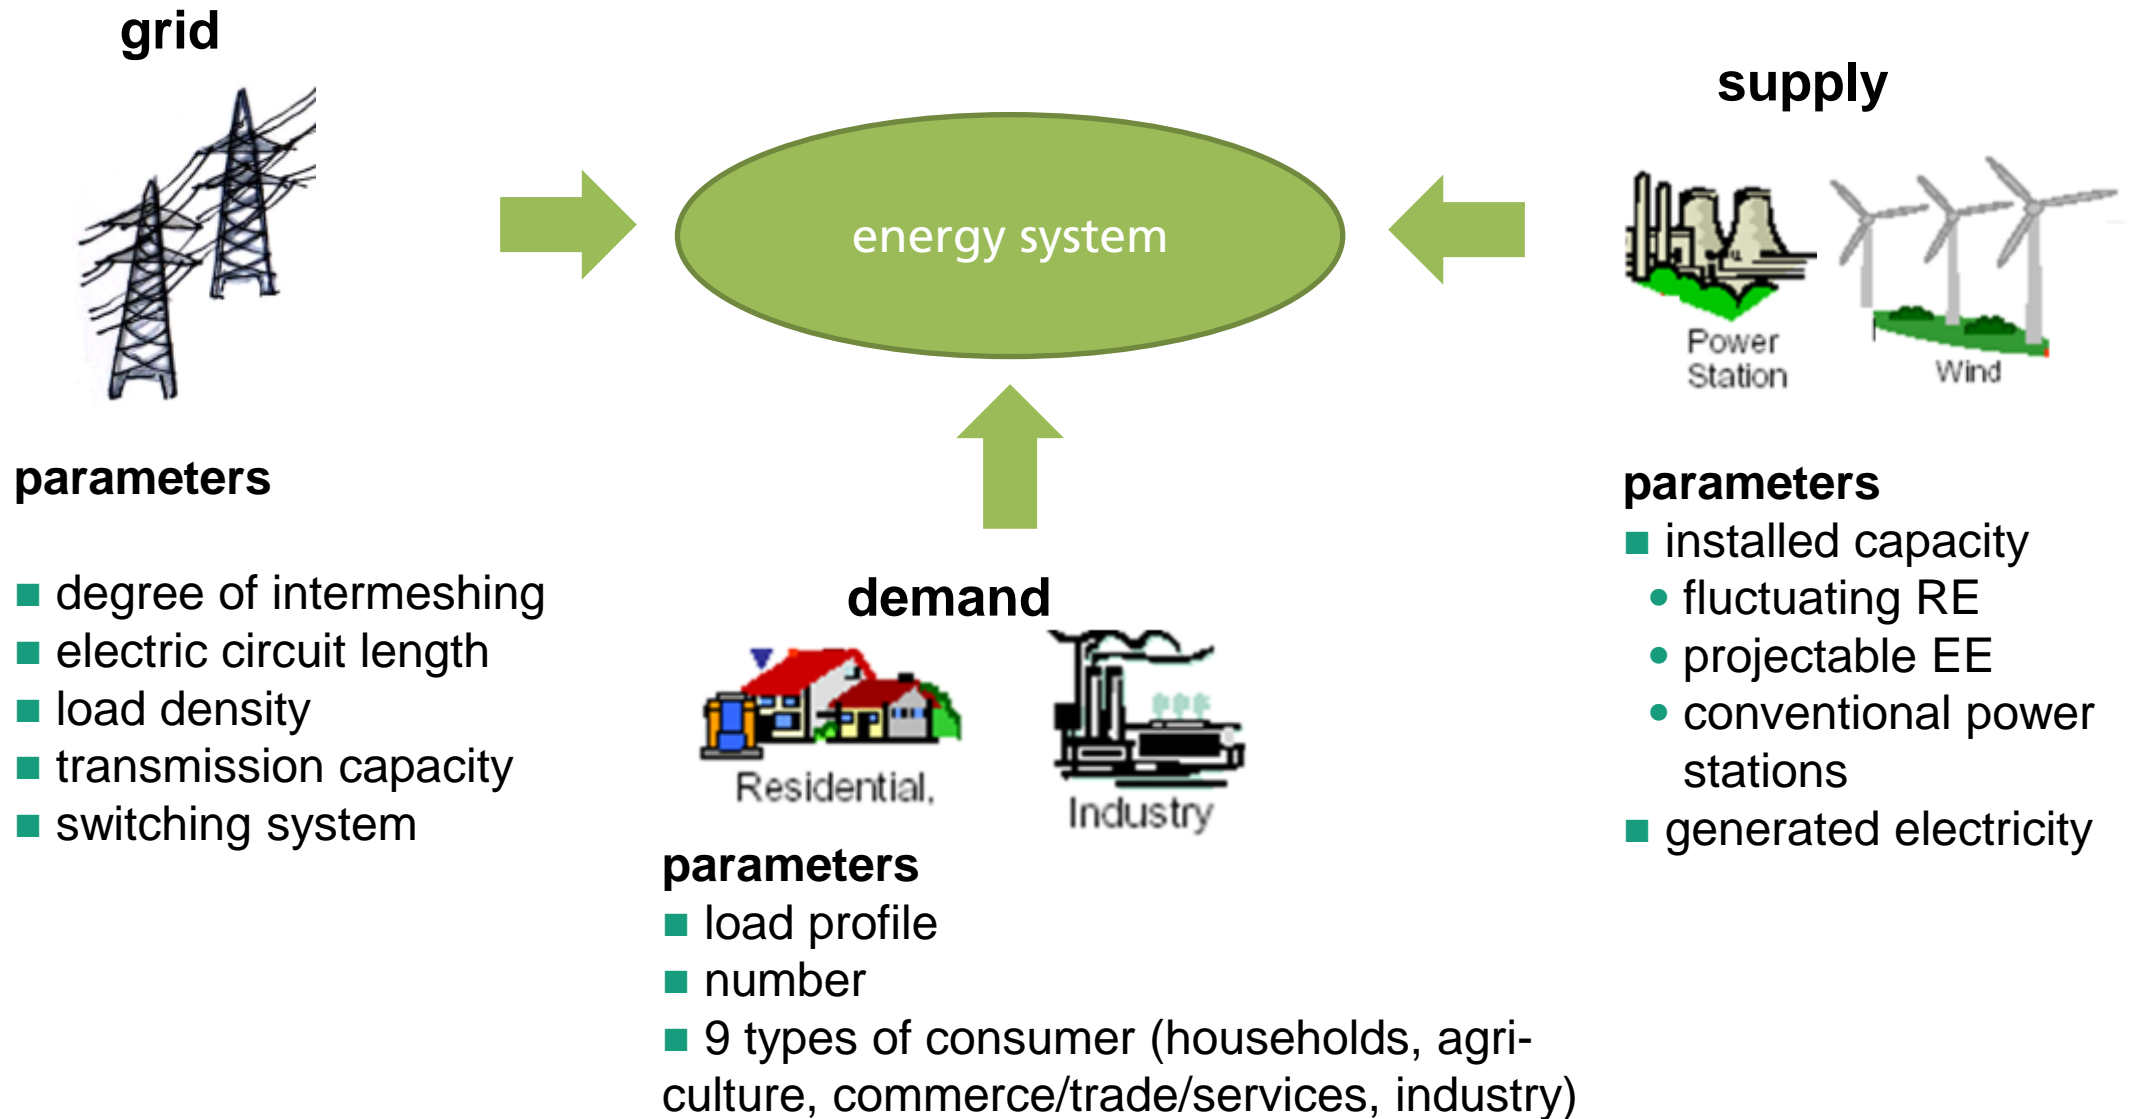 grid
supply
energy system
Power
Station
Wind
parameters
degree of intermeshing
electric circuit length
load density
transmission capacity
switching system
demand
Residential,
Industry
parameters
load profile
number
9 types of consumer (households, agri-
culture, commerce/trade/services, industry)
parameters
installed capacity
fluctuating RE
projectable EE
conventional power
stations
generated electricity